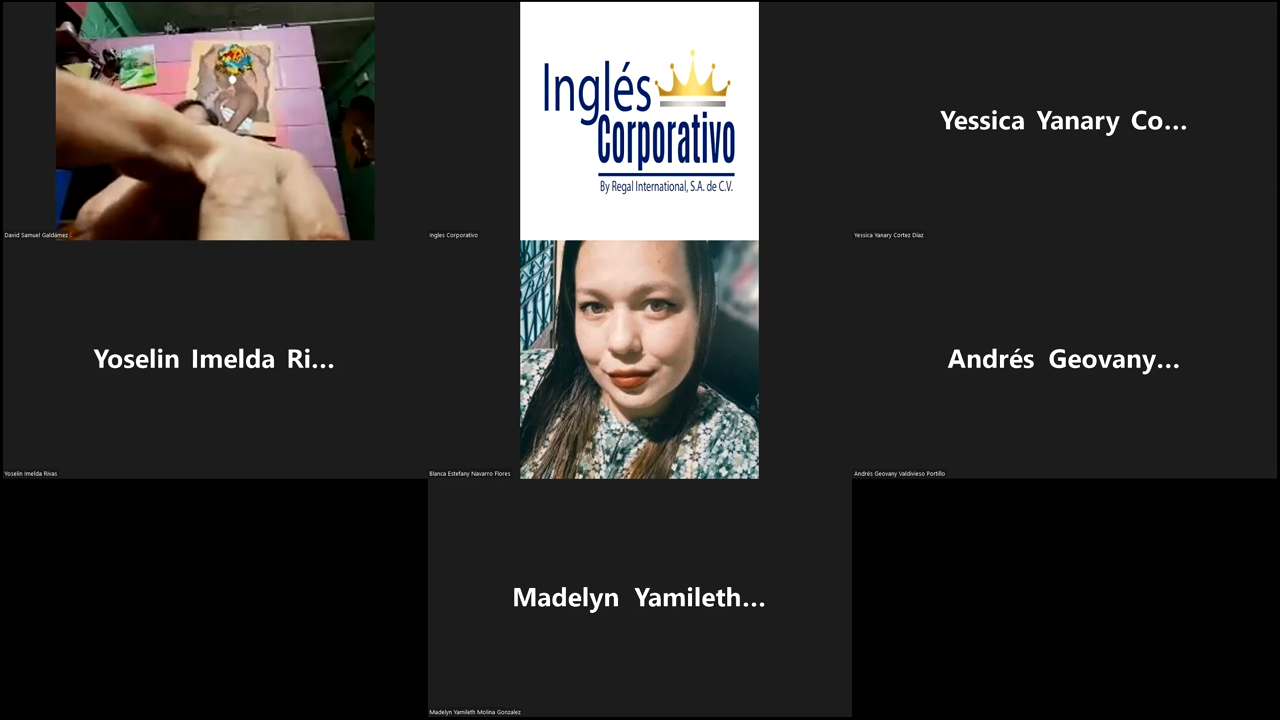 Inglés
Corporativo
By Regal International, S.A. de C.V.
Yessica Yanary Co...
David Samuel Galdámez
Ingles Corporativo
Yessica Yanary Cortez Díaz
Yoselin Imelda Ri...
Andrés Geovany...
Yoselin Imelda Rivas
Blanca Estefany Navarro Flores
Andrés Geovany Valdivieso Portillo
Madelyn Yamileth...
Madelyn Yamileth Molina Gonzalez